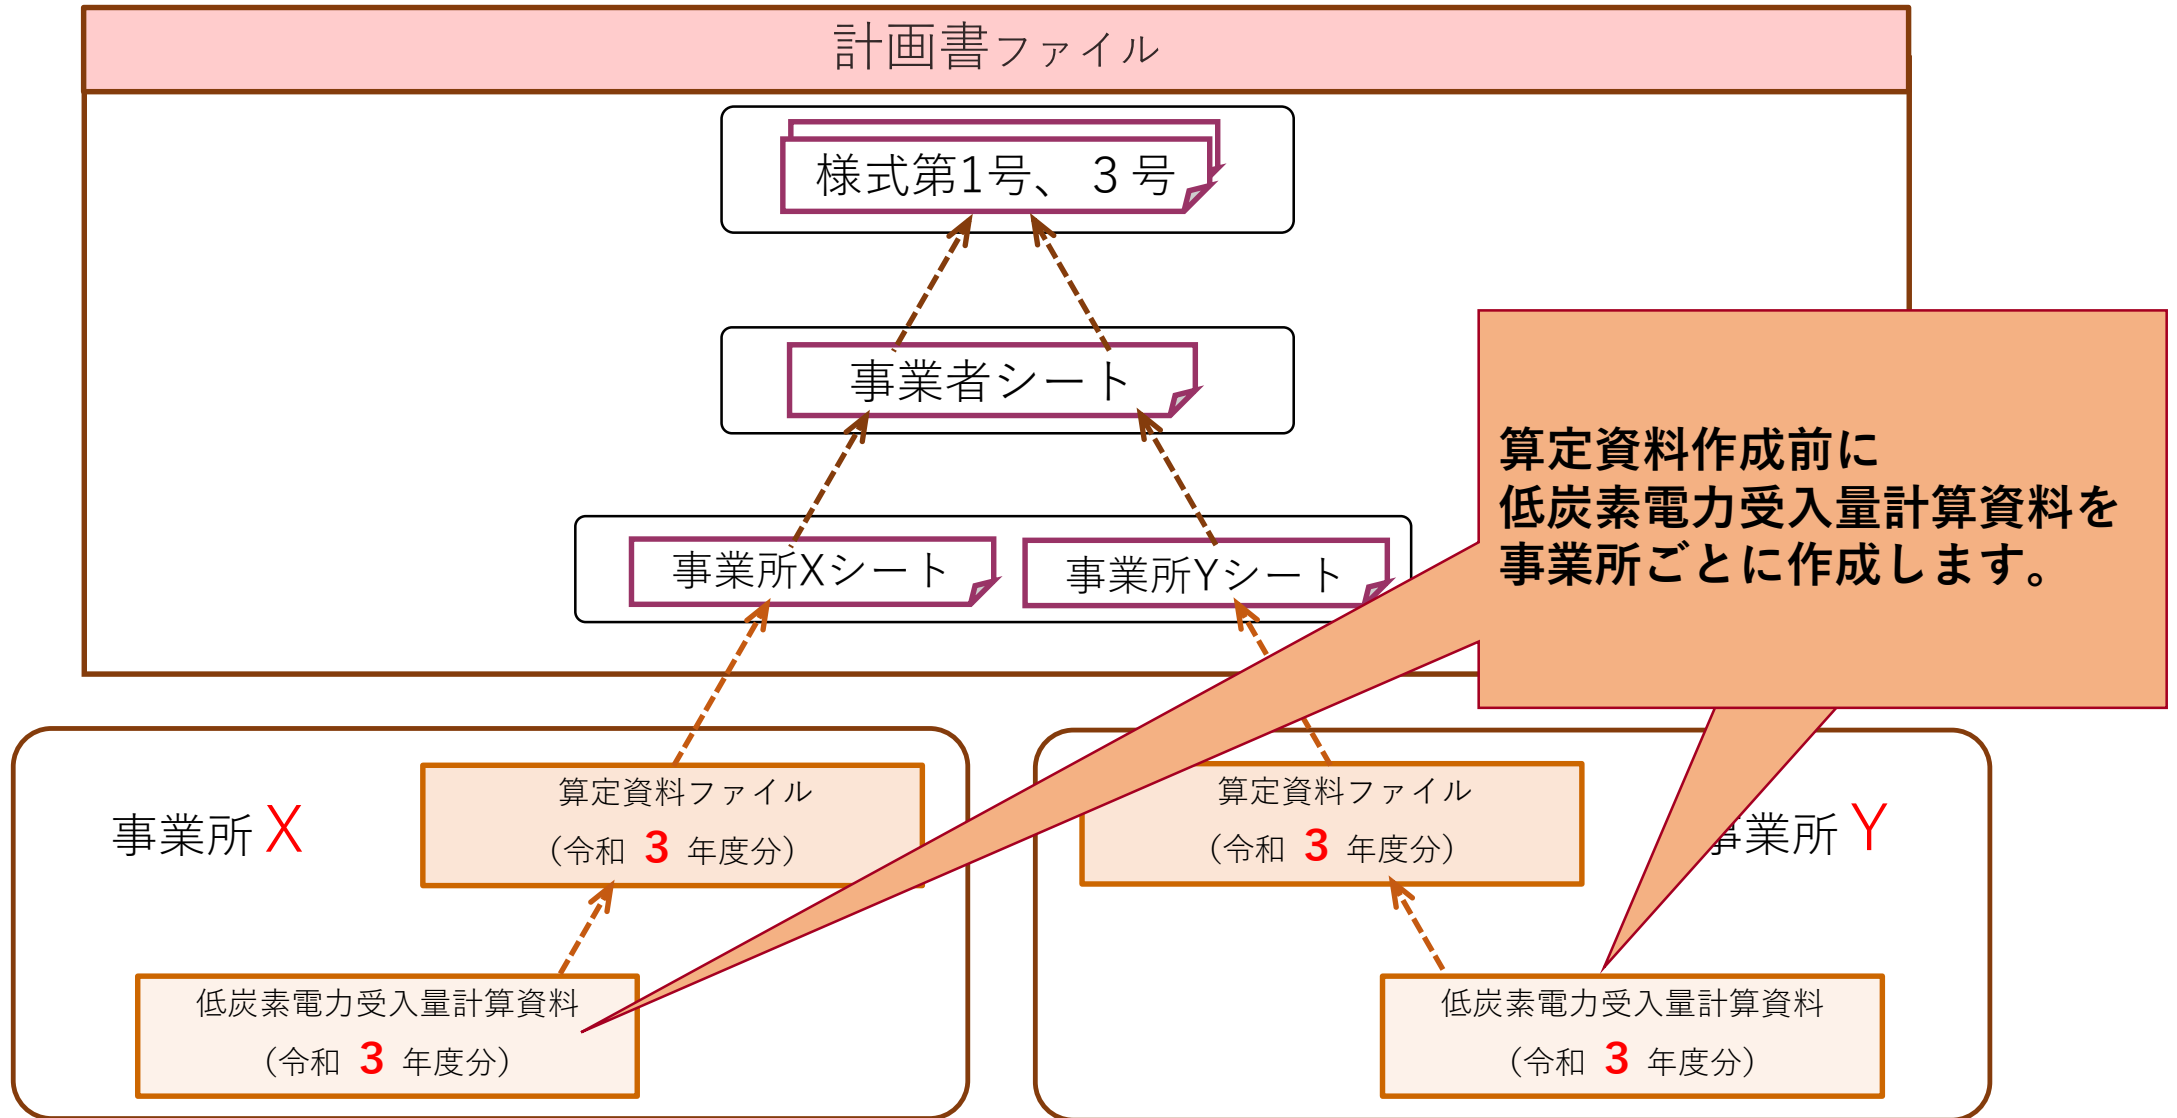 計画書ファイル
様式第1号、３号
事業者シート
事業所Xシート
事業所Yシート
算定資料作成前に
低炭素電力受入量計算資料を
事業所ごとに作成します。
事業所 X
算定資料ファイル
（令和 3 年度分）
低炭素電力受入量計算資料
（令和 3 年度分）
算定資料ファイル
（令和 3 年度分）
事業所 Y
低炭素電力受入量計算資料
（令和 3 年度分）